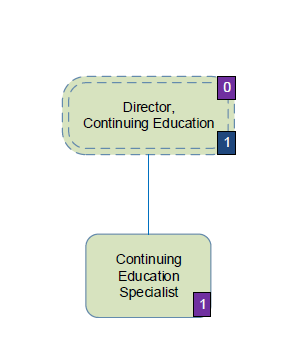 0
Director,
Continuing Education
1
Continuing
Education
Specialist
1